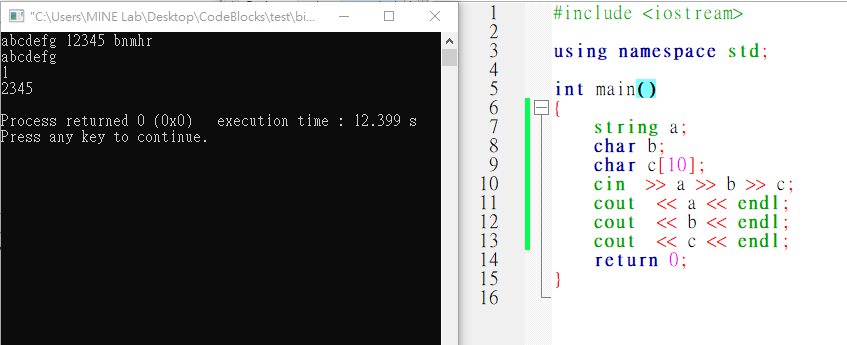 "C:\Users\MINE Lab\Desktop\CodeBlocks\test\bi...
abcdefg 12345 bnmhr
abcdefg
1
2345
Process returned 0 (0x0)   execution time : 12.399 s
Press any key to continue.
1 #include <iostream>
2
3 using namespace std;
4
5 int main()
6 {
7 string a;
8 char b;
9 char c[10];
10 cin >> a >> b >> c;
11 cout << a << endl;
12 cout << b << endl;
13 cout << c << endl;
14 return 0;
15 }
16